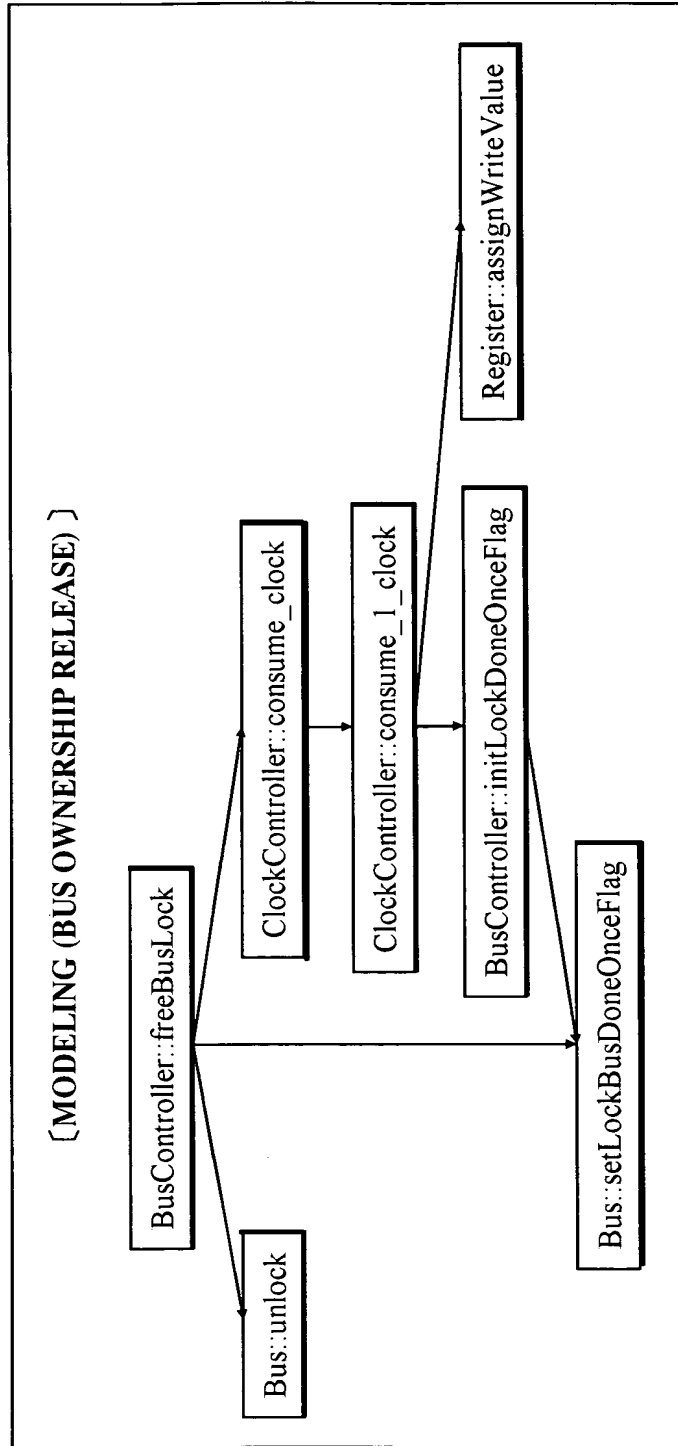 [MODELING (BUS OWNERSHIP RELEASE) ]
BusController::freeBusLock
Bus::unlock
ClockController::consume_clock
ClockController::consume_1_clock
BusController::initLockDoneOnceFlag
Register::assignWriteValue
Bus::setLockBusDoneOnceFlag